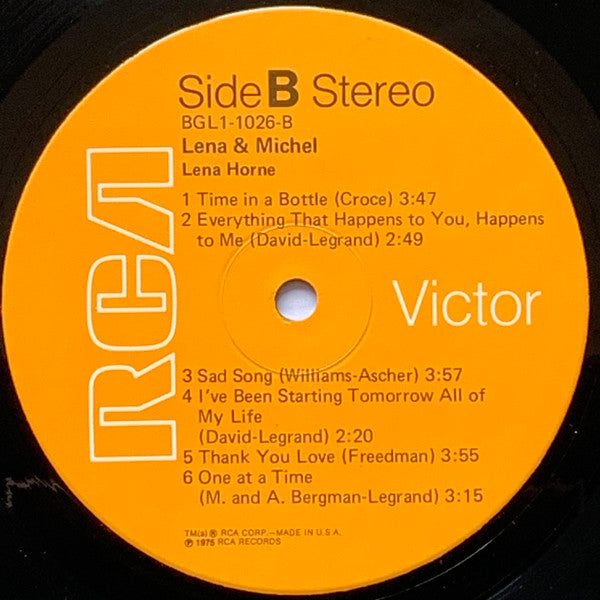 Side B Stereo
BGL1-1026-B
Lena & Michel
Lena Horne
1 Time in a Bottle (Croce) 3:47
2 Everything That Happens to You, Happens
to Me (David-Legrand) 2:49
RCA
Victor
3 Sad Song (Williams-Ascher) 3:57
4 I've Been Starting Tomorrow All of
My Life
(David-Legrand) 2:20
5 Thank You Love (Freedman) 3:55
6 One at a Time
(M. and A. Bergman-Legrand) 3:15
TM(s) ® RCA CORP.—MADE IN U.S.A.
℗ 1975 RCA RECORDS